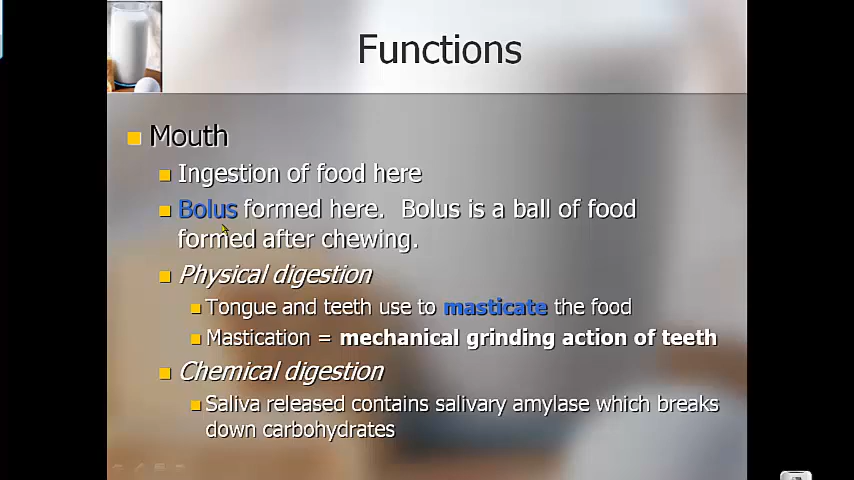 Functions
Mouth
Ingestion of food here
Bolus formed here. Bolus is a ball of food
formed after chewing.
Physical digestion
Tongue and teeth use to masticate the food
Mastication = mechanical grinding action of teeth
Chemical digestion
Saliva released contains salivary amylase which breaks
down carbohydrates